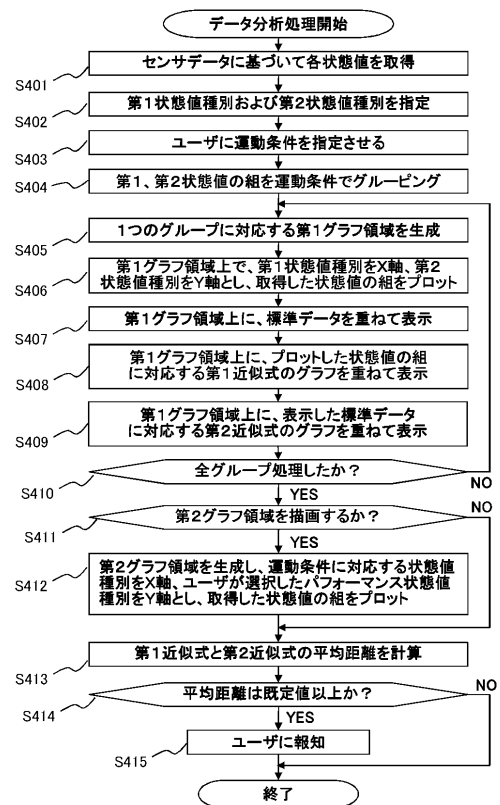 データ分析処理開始
S401
センサデータに基づいて各状態値を取得
S402
第1状態値種別および第2状態値種別を指定
S403
ユーザに運動条件を指定させる
S404
第1、第2状態値の組を運動条件でグルーピング
S405
1つのグループに対応する第1グラフ領域を生成
S406
第1グラフ領域上で、第1状態値種別をX軸、第2
状態値種別をY軸とし、取得した状態値の組をプロット
S407
第1グラフ領域上に、標準データを重ねて表示
S408
第1グラフ領域上に、プロットした状態値の組
に対応する第1近似式のグラフを重ねて表示
S409
第1グラフ領域上に、表示した標準データ
に対応する第2近似式のグラフを重ねて表示
S410
全グループ処理したか？
NO
YES
S411
第2グラフ領域を描画するか？
NO
YES
S412
第2グラフ領域を生成し、運動条件に対応する状態値
種別をX軸、ユーザが選択したパフォーマンス状態値
種別をY軸とし、取得した状態値の組をプロット
S413
第1近似式と第2近似式の平均距離を計算
S414
平均距離は既定値以上か？
NO
YES
S415
ユーザに報知
終了